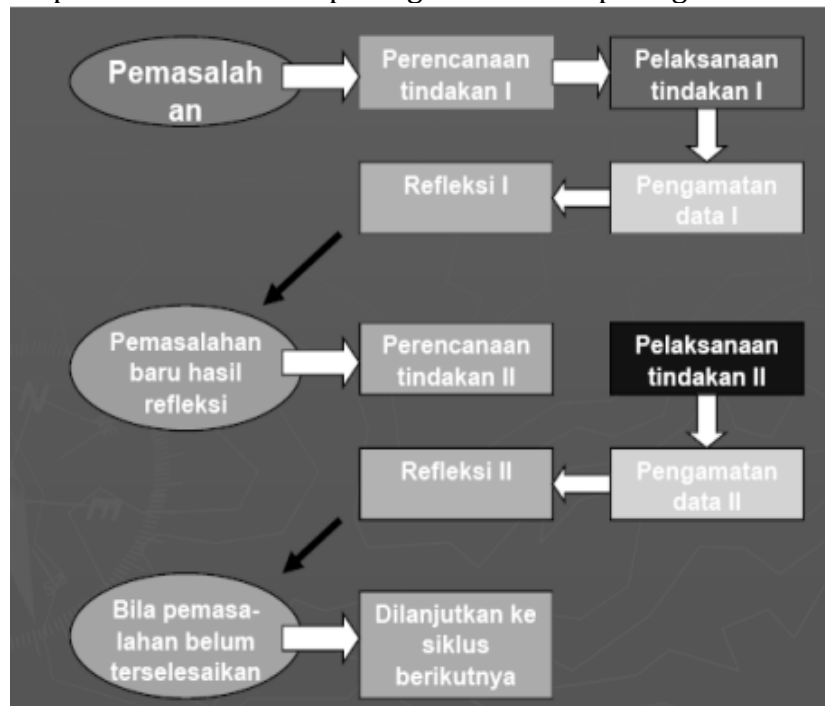 Pemasalah
an
Perencanaan
tindakan I
Pelaksanaan
tindakan I
Refleksi I
Pengamatan
data I
Pemasalahan
baru hasil
refleksi
Perencanaan
tindakan II
Pelaksanaan
tindakan II
Refleksi II
Pengamatan
data II
Bila pemasa-
lahan belum
terselesaikan
Dilanjutkan ke
siklus
berikutnya
N
m